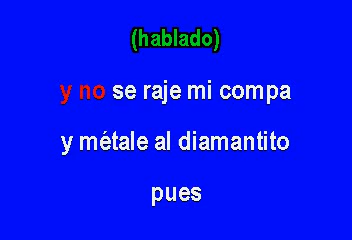 (hablado)
y no se raje mi compa
y métale al diamantito
pues